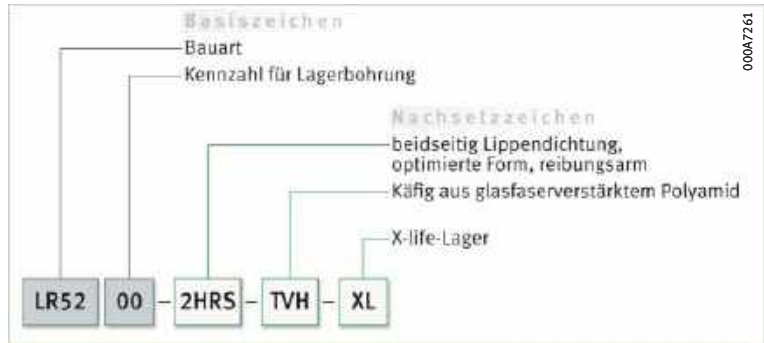 Basiszeichen
Bauart
Kennzahl für Lagerbohrung
Nachsetzzeichen
beidseitig Lippendichtung,
optimierte Form, reibungsarm
Käfig aus glasfaserverstärktem Polyamid
X-life-Lager
LR52 00 – 2HRS – TVH – XL
000A7261